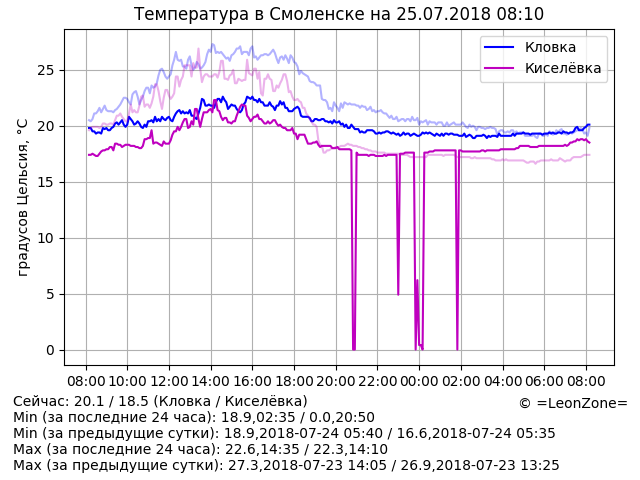 Температура в Смоленске на 25.07.2018 08:10
Кловка
Киселёвка
градусов Цельсия, °C
25
20
15
10
5
0
08:00 10:00 12:00 14:00 16:00 18:00 20:00 22:00 00:00 02:00 04:00 06:00 08:00
Сейчас: 20.1 / 18.5 (Кловка / Киселёвка)
© =LeonZone=
Min (за последние 24 часа): 18.9,02:35 / 0.0,20:50
Min (за предыдущие сутки): 18.9,2018-07-24 05:40 / 16.6,2018-07-24 05:35
Max (за последние 24 часа): 22.6,14:35 / 22.3,14:10
Max (за предыдущие сутки): 27.3,2018-07-23 14:05 / 26.9,2018-07-23 13:25